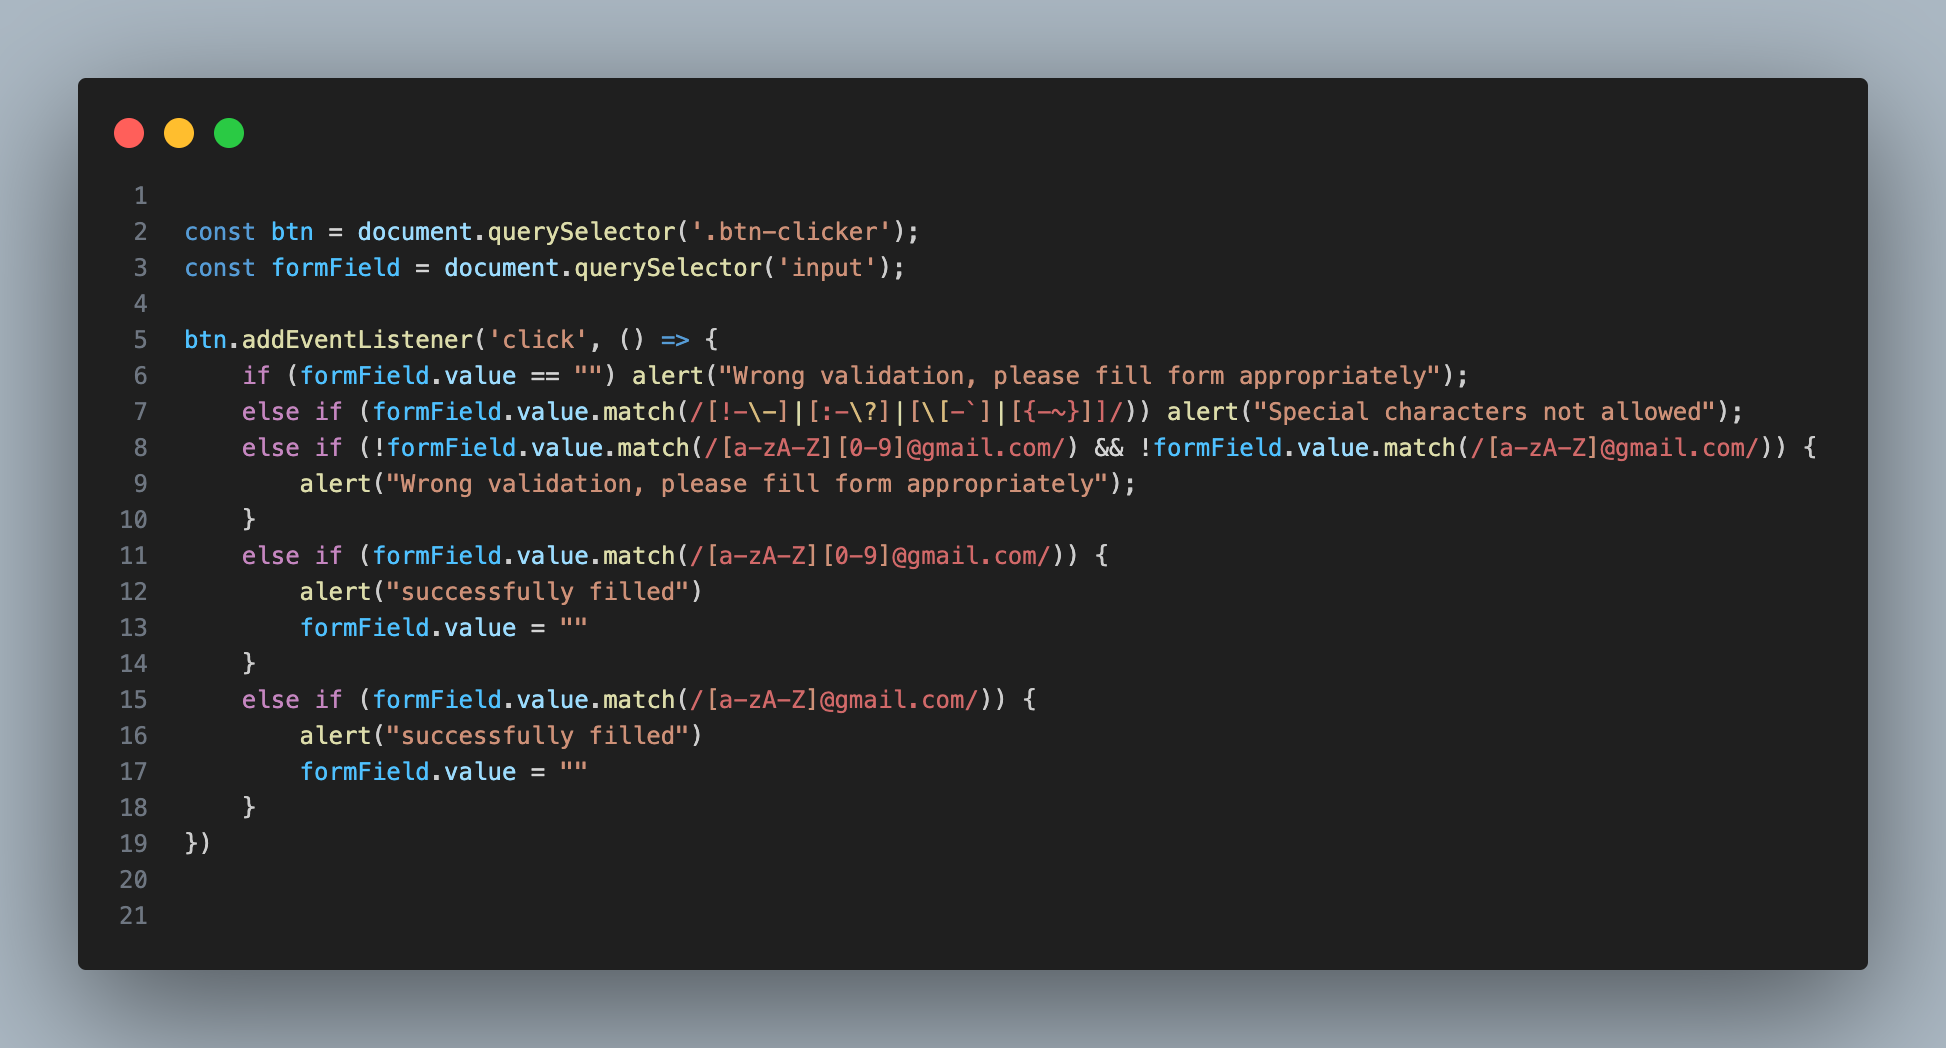 1
2 const btn = document.querySelector('.btn-clicker');
3 const formField = document.querySelector('input');
4
5 btn.addEventListener('click', () => {
6     if (formField.value == "") alert("Wrong validation, please fill form appropriately");
7     else if (formField.value.match(/[!-\-]|[:-\?]|[\[-`]|[{-~}]]/)) alert("Special characters not allowed");
8     else if (!formField.value.match(/[a-zA-Z][0-9]@gmail.com/) && !formField.value.match(/[a-zA-Z]@gmail.com/)) {
9         alert("Wrong validation, please fill form appropriately");
10     }
11     else if (formField.value.match(/[a-zA-Z][0-9]@gmail.com/)) {
12         alert("successfully filled")
13         formField.value = ""
14     }
15     else if (formField.value.match(/[a-zA-Z]@gmail.com/)) {
16         alert("successfully filled")
17         formField.value = ""
18     }
19 })
20
21